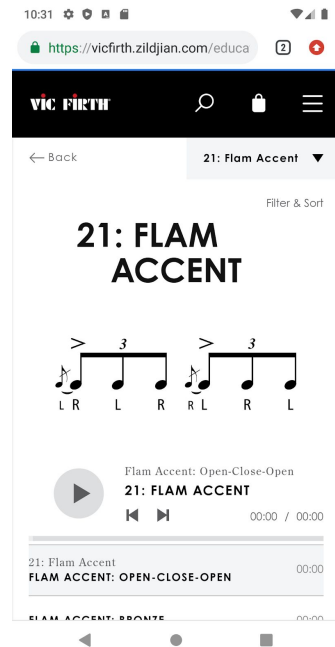 10:31
https://vicfirth.zildjian.com/educa
2
VIC FIRTH
Back
21: Flam Accent
Filter & Sort
21: FLAM
ACCENT
> 3 > 3
L R L R R L R L
Flam Accent: Open-Close-Open
21: FLAM ACCENT
00:00 / 00:00
21: Flam Accent
FLAM ACCENT: OPEN-CLOSE-OPEN
00:00
FLAM ACCENT: BRONZE
00:00